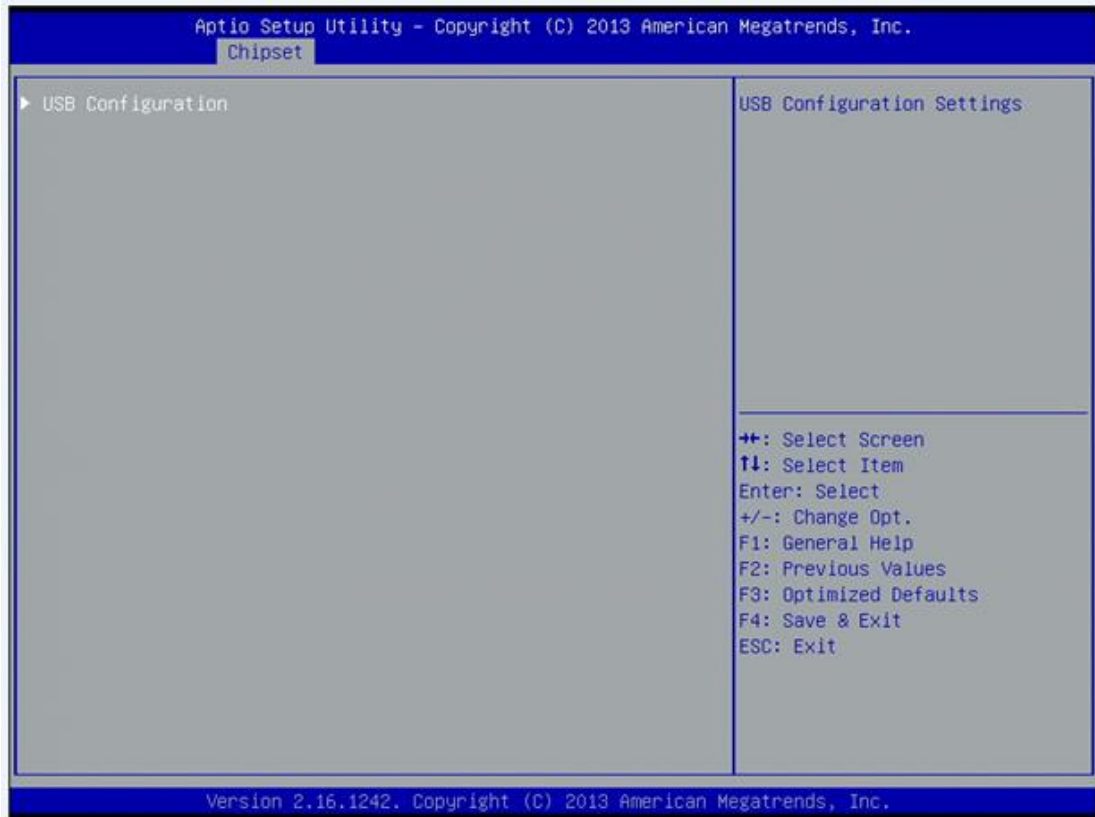 Aptio Setup Utility – Copyright (C) 2013 American Megatrends, Inc.
Chipset
▶ USB Configuration
USB Configuration Settings
→←: Select Screen
↑↓: Select Item
Enter: Select
+/-: Change Opt.
F1: General Help
F2: Previous Values
F3: Optimized Defaults
F4: Save & Exit
ESC: Exit
Version 2.16.1242. Copyright (C) 2013 American Megatrends, Inc.